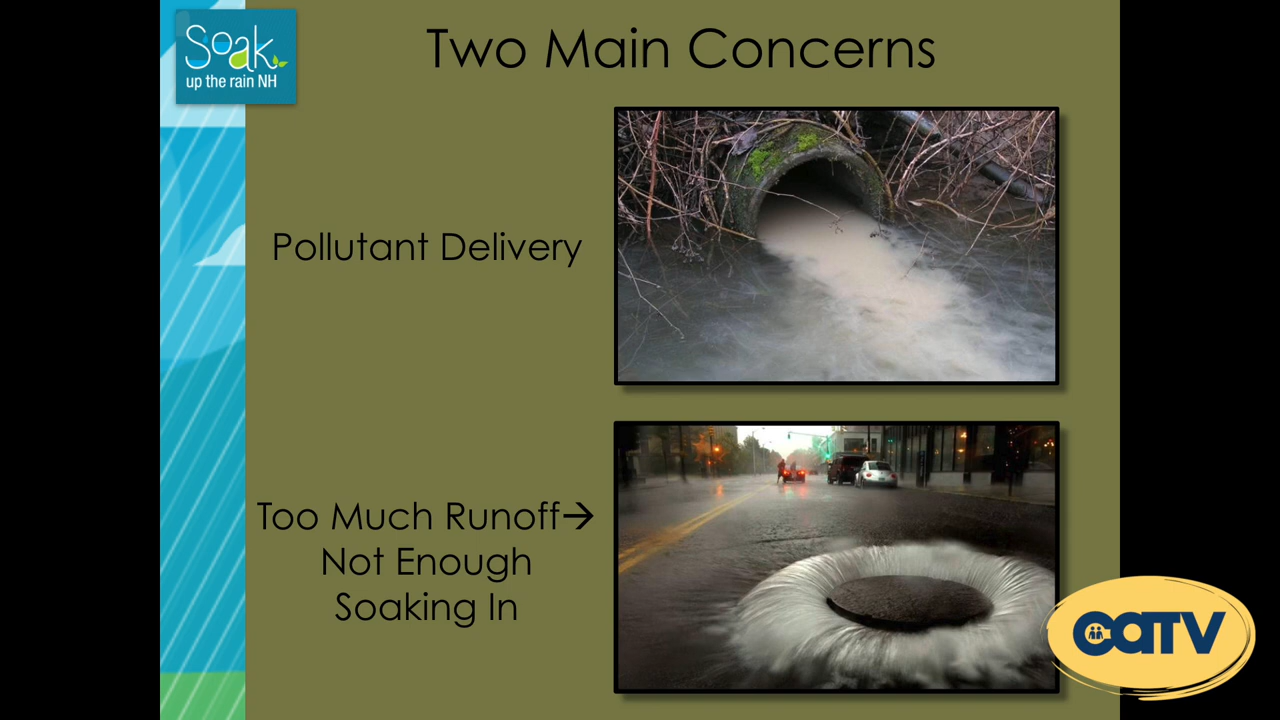 Soak
up the rain NH
Two Main Concerns
Pollutant Delivery
Too Much Runoff→
Not Enough
Soaking In
CATV